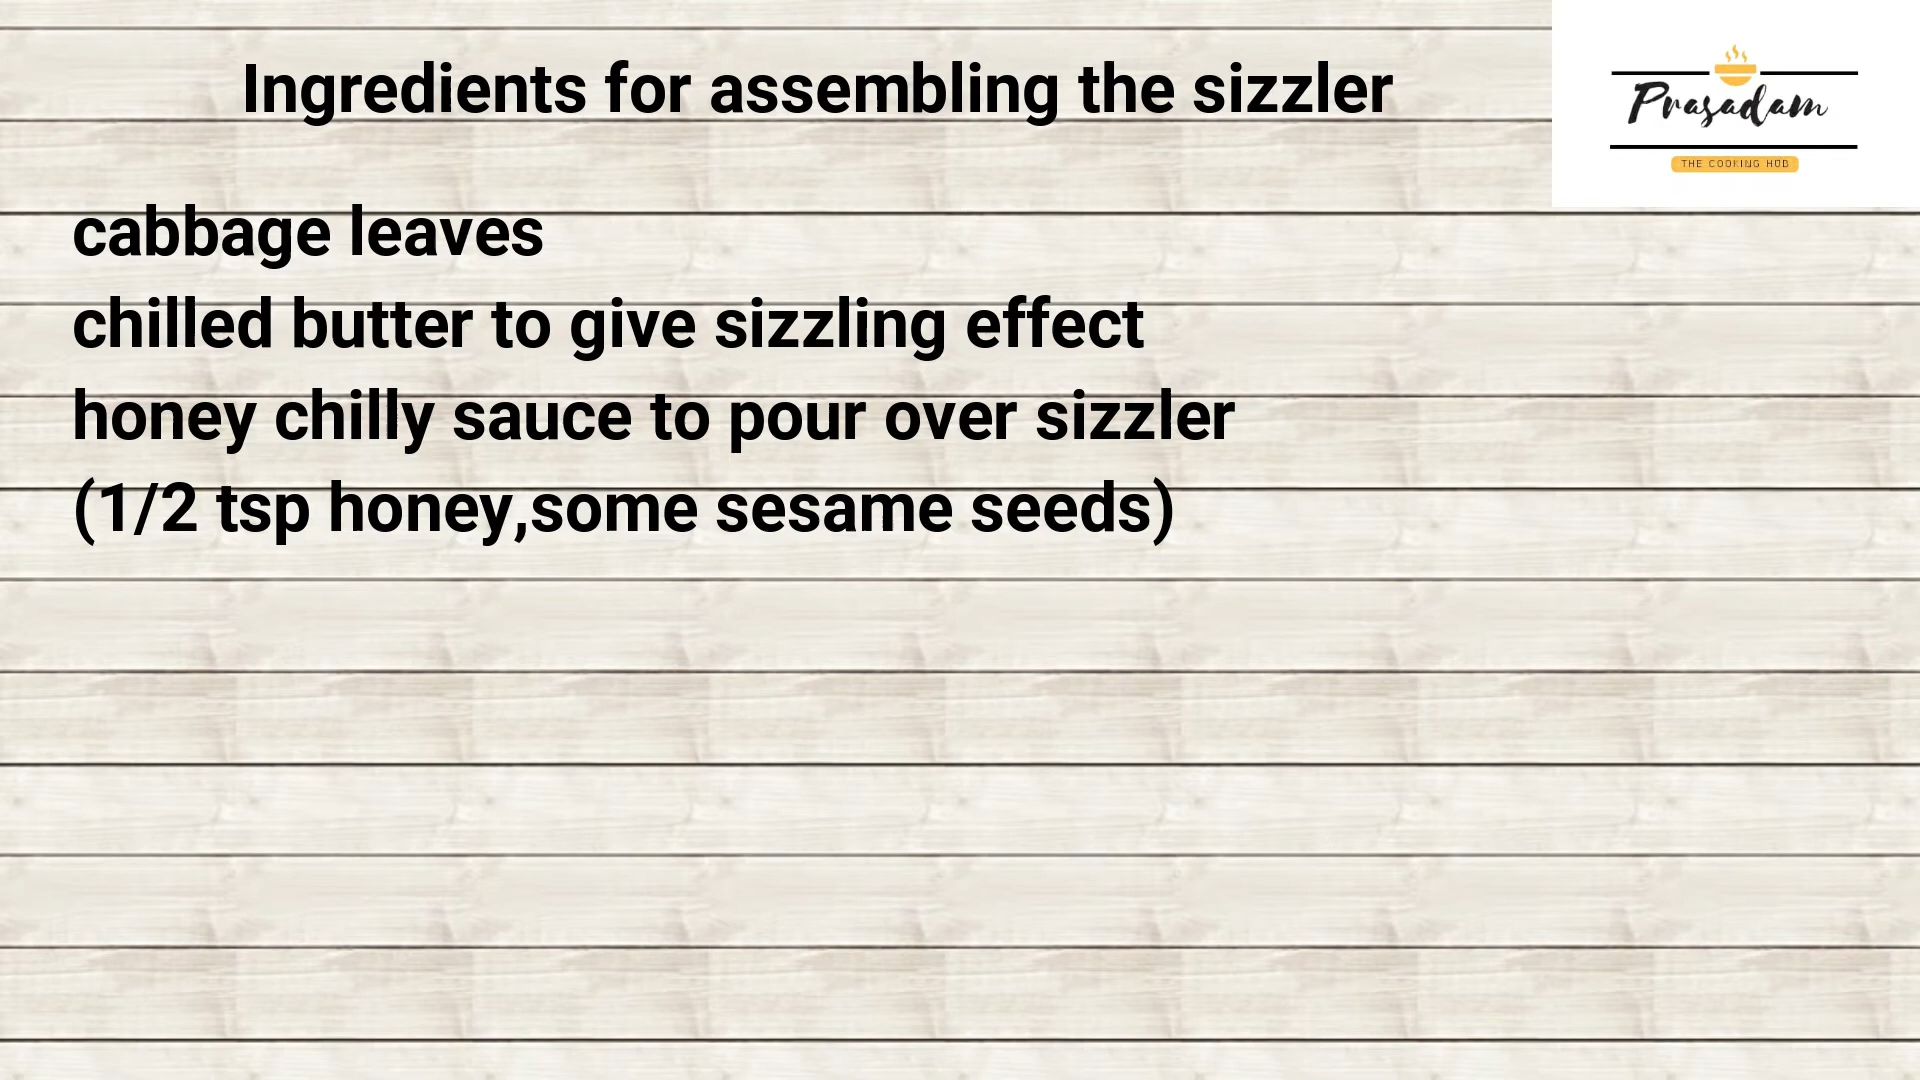 Ingredients for assembling the sizzler
Prasadam
THE COOKING HUB
cabbage leaves
chilled butter to give sizzling effect
honey chilly sauce to pour over sizzler
(1/2 tsp honey,some sesame seeds)